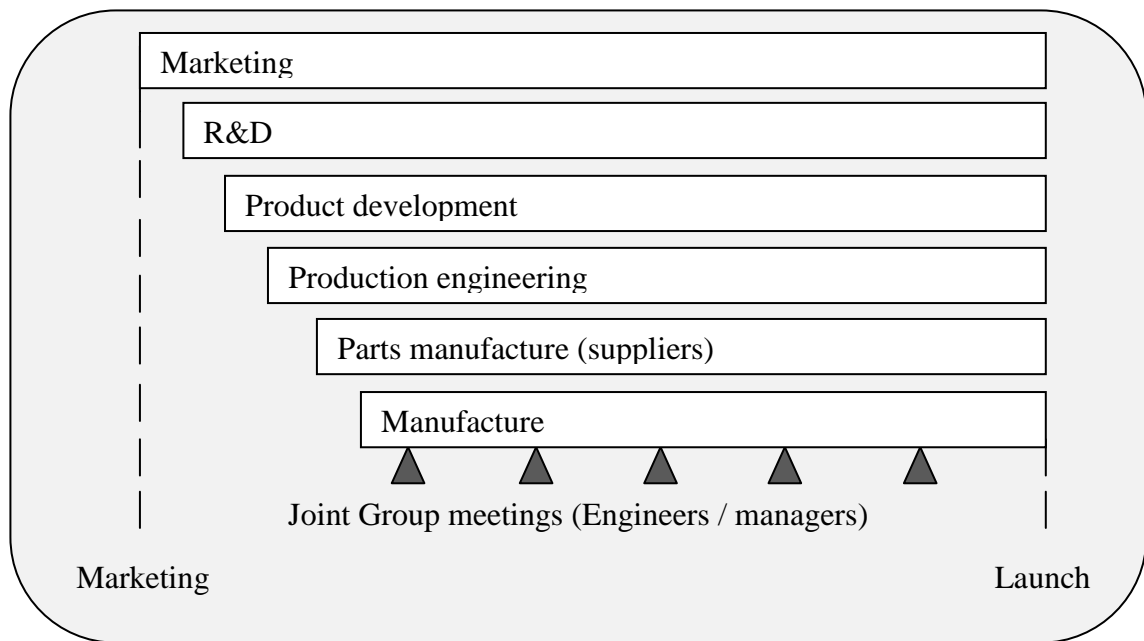 Marketing
R&D
Product development
Production engineering
Parts manufacture (suppliers)
Manufacture
Joint Group meetings (Engineers / managers)
Marketing
Launch